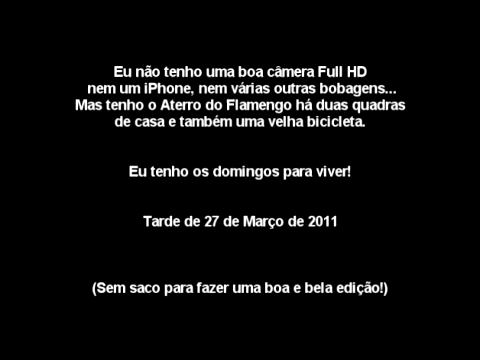 Eu não tenho uma boa câmera Full HD
nem um iPhone, nem várias outras bobagens...
Mas tenho o Aterro do Flamengo há duas quadras
de casa e também uma velha bicicleta.
Eu tenho os domingos para viver!
Tarde de 27 de Março de 2011
(Sem saco para fazer uma boa e bela edição!)